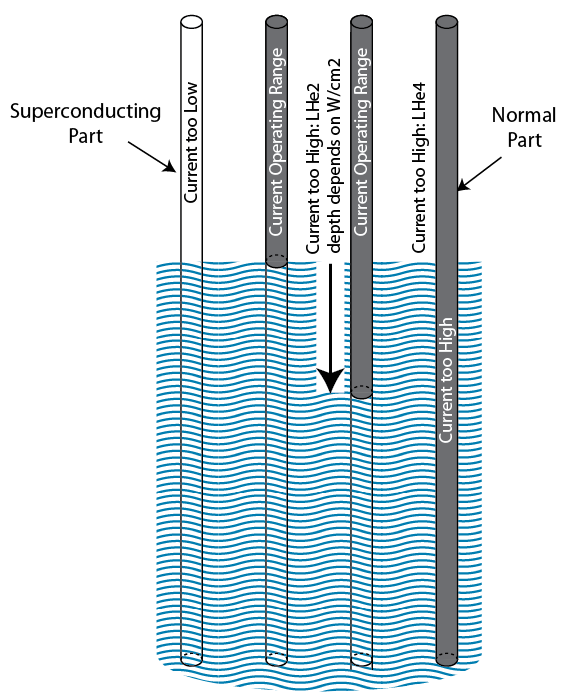 Superconducting
Part
Current too Low
Current Operating Range
Current too High: LHe2
depth depends on W/cm2
Current Operating Range
Current too High: LHe4
Current too High
Normal
Part